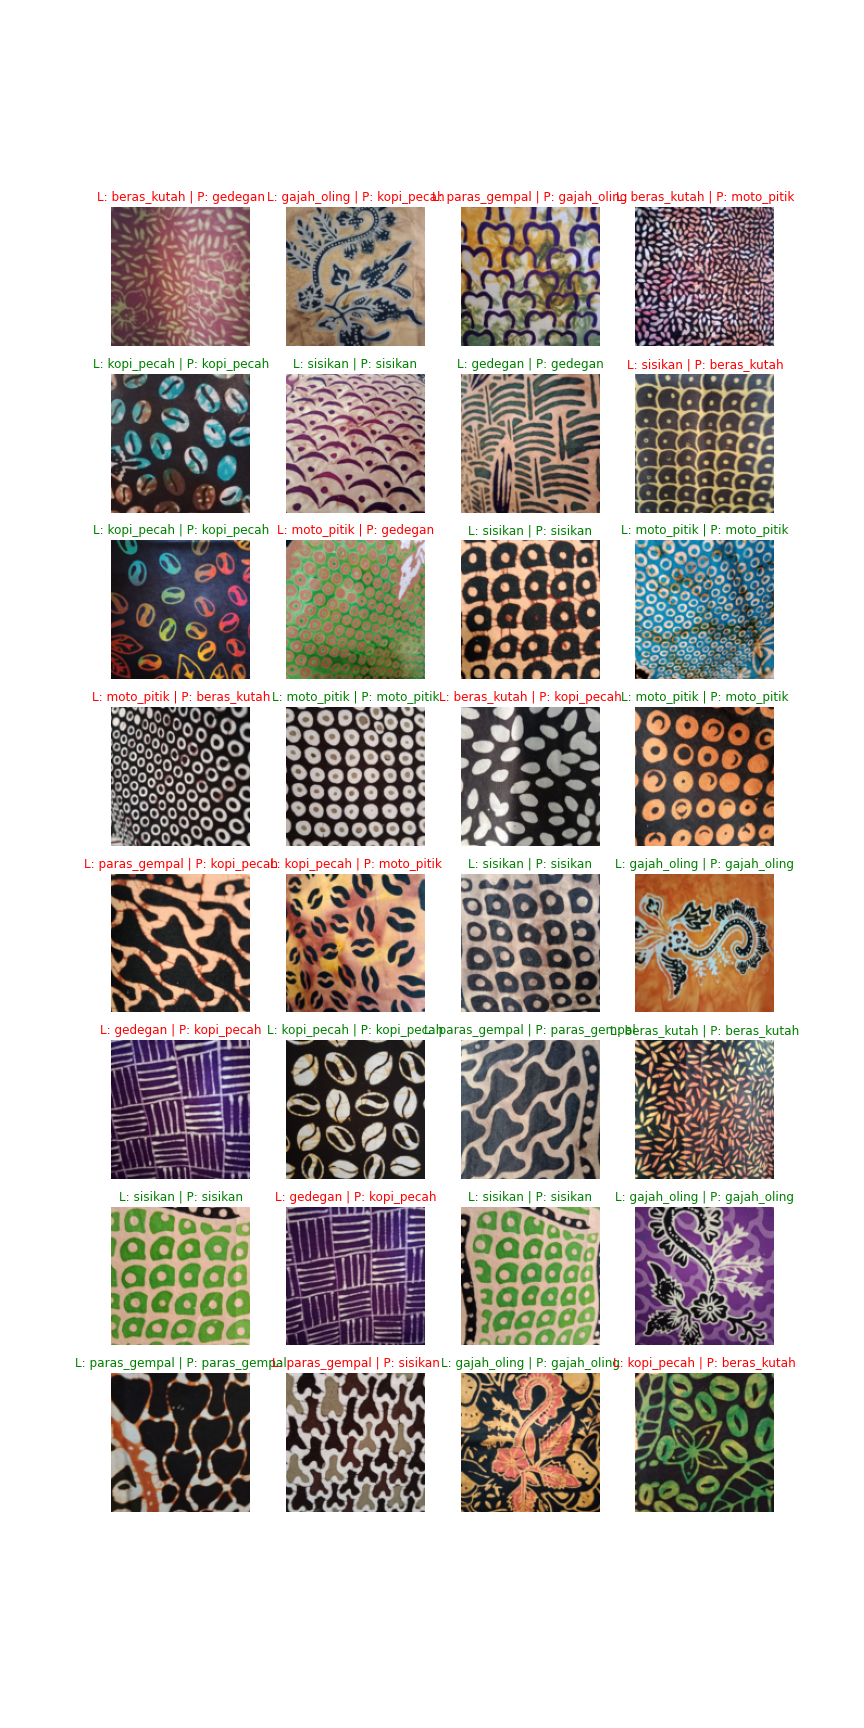 L: beras_kutah | P: gedegan
L: gajah_oling | P: kopi_pecah
L: paras_gempal | P: gajah_oling
L: beras_kutah | P: moto_pitik
L: kopi_pecah | P: kopi_pecah
L: sisikan | P: sisikan
L: gedegan | P: gedegan
L: sisikan | P: beras_kutah
L: kopi_pecah | P: kopi_pecah
L: moto_pitik | P: gedegan
L: sisikan | P: sisikan
L: moto_pitik | P: moto_pitik
L: moto_pitik | P: beras_kutah
L: moto_pitik | P: moto_pitik
L: beras_kutah | P: kopi_pecah
L: moto_pitik | P: moto_pitik
L: paras_gempal | P: kopi_pecah
L: kopi_pecah | P: moto_pitik
L: sisikan | P: sisikan
L: gajah_oling | P: gajah_oling
L: gedegan | P: kopi_pecah
L: kopi_pecah | P: kopi_pecah
L: paras_gempal | P: paras_gempal
L: beras_kutah | P: beras_kutah
L: sisikan | P: sisikan
L: gedegan | P: kopi_pecah
L: sisikan | P: sisikan
L: gajah_oling | P: gajah_oling
L: paras_gempal | P: paras_gempal
L: paras_gempal | P: sisikan
L: gajah_oling | P: gajah_oling
L: kopi_pecah | P: beras_kutah